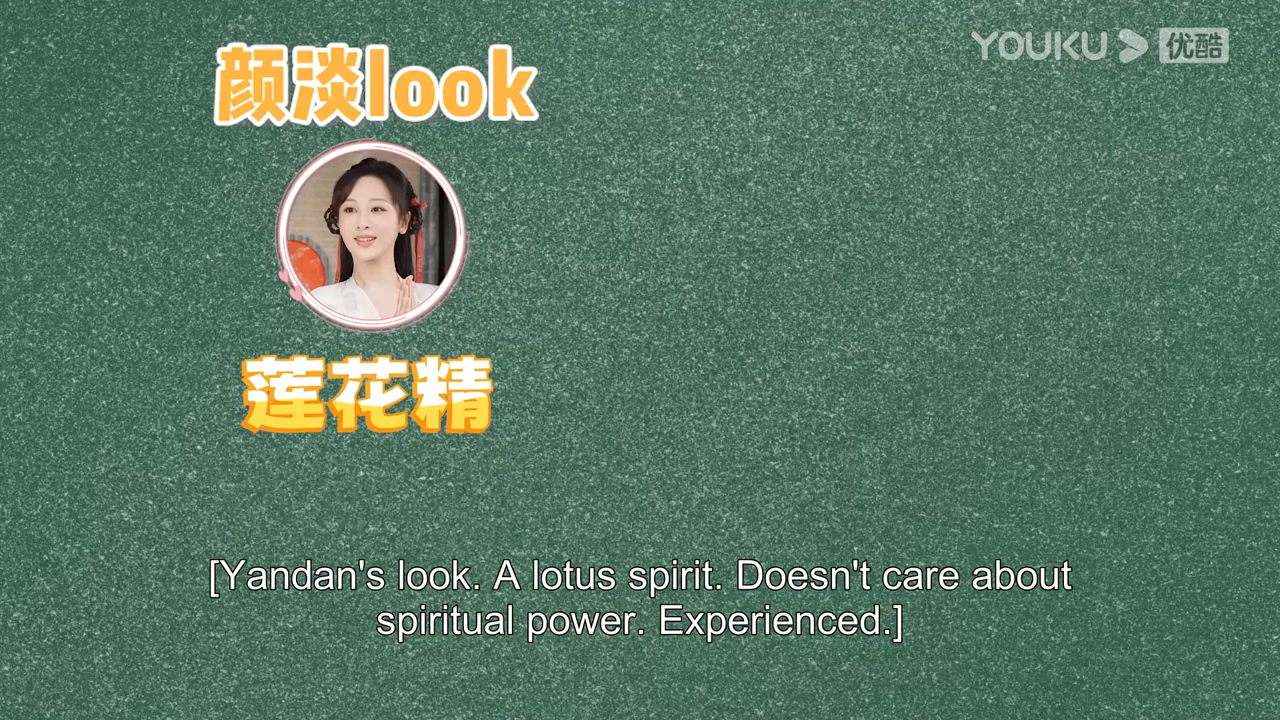 YOUKU 优酷
颜淡look
莲花精
[Yandan's look. A lotus spirit. Doesn't care about
spiritual power. Experienced.]